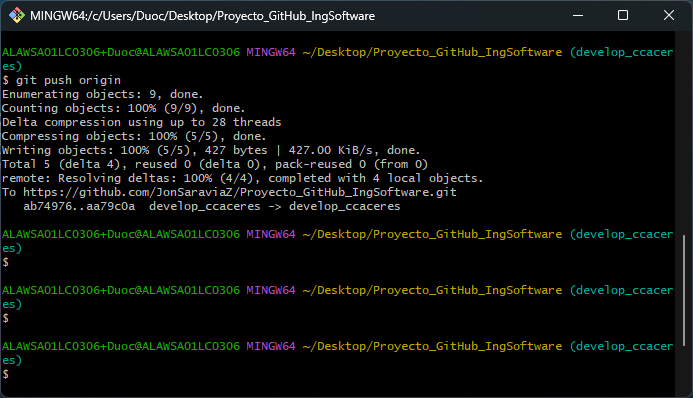 MINGW64:/c/Users/Duoc/Desktop/Proyecto_GitHub_IngSoftware
ALAWSA01LC0306+Duoc@ALAWSA01LC0306 MINGW64 ~/Desktop/Proyecto_GitHub_IngSoftware (develop_ccacer
es)
$ git push origin
Enumerating objects: 9, done.
Counting objects: 100% (9/9), done.
Delta compression using up to 28 threads
Compressing objects: 100% (5/5), done.
Writing objects: 100% (5/5), 427 bytes | 427.00 KiB/s, done.
Total 5 (delta 4), reused 0 (delta 0), pack-reused 0 (from 0)
remote: Resolving deltas: 100% (4/4), completed with 4 local objects.
To https://github.com/JonSaraviaZ/Proyecto_GitHub_IngSoftware.git
   ab74976..aa79c0a  develop_ccaceres -> develop_ccaceres
ALAWSA01LC0306+Duoc@ALAWSA01LC0306 MINGW64 ~/Desktop/Proyecto_GitHub_IngSoftware (develop_ccacer
es)
$
ALAWSA01LC0306+Duoc@ALAWSA01LC0306 MINGW64 ~/Desktop/Proyecto_GitHub_IngSoftware (develop_ccacer
es)
$
ALAWSA01LC0306+Duoc@ALAWSA01LC0306 MINGW64 ~/Desktop/Proyecto_GitHub_IngSoftware (develop_ccacer
es)
$